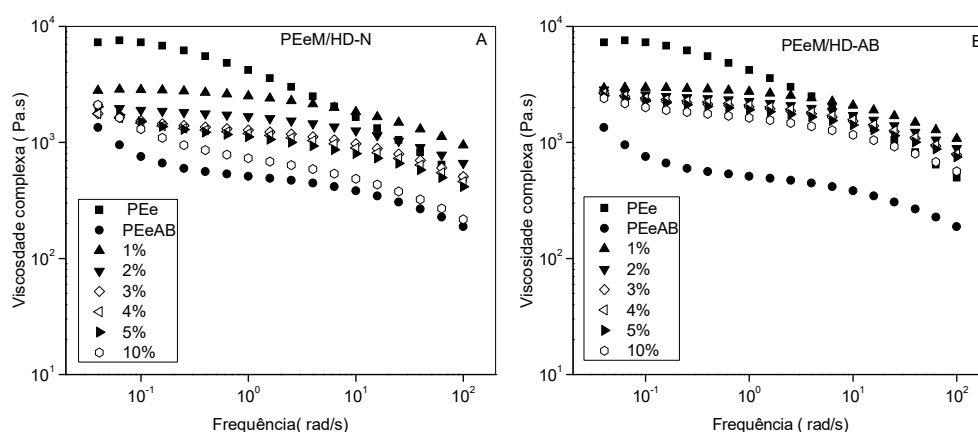 PEeM/HD-N
A
Viscosdade complexa ( Pa.s)
10⁴
10³
10²
10¹
PEe
PEeAB
1%
2%
3%
4%
5%
10%
10⁻¹
10⁰
10¹
10²
Frequência( rad/s)
PEeM/HD-AB
Viscosidade complexa ( Pa.s)
10⁴
10³
10²
10¹
PEe
PEeAB
1%
2%
3%
4%
5%
10%
10⁻¹
10⁰
10¹
10²
Frequência( rad/s)